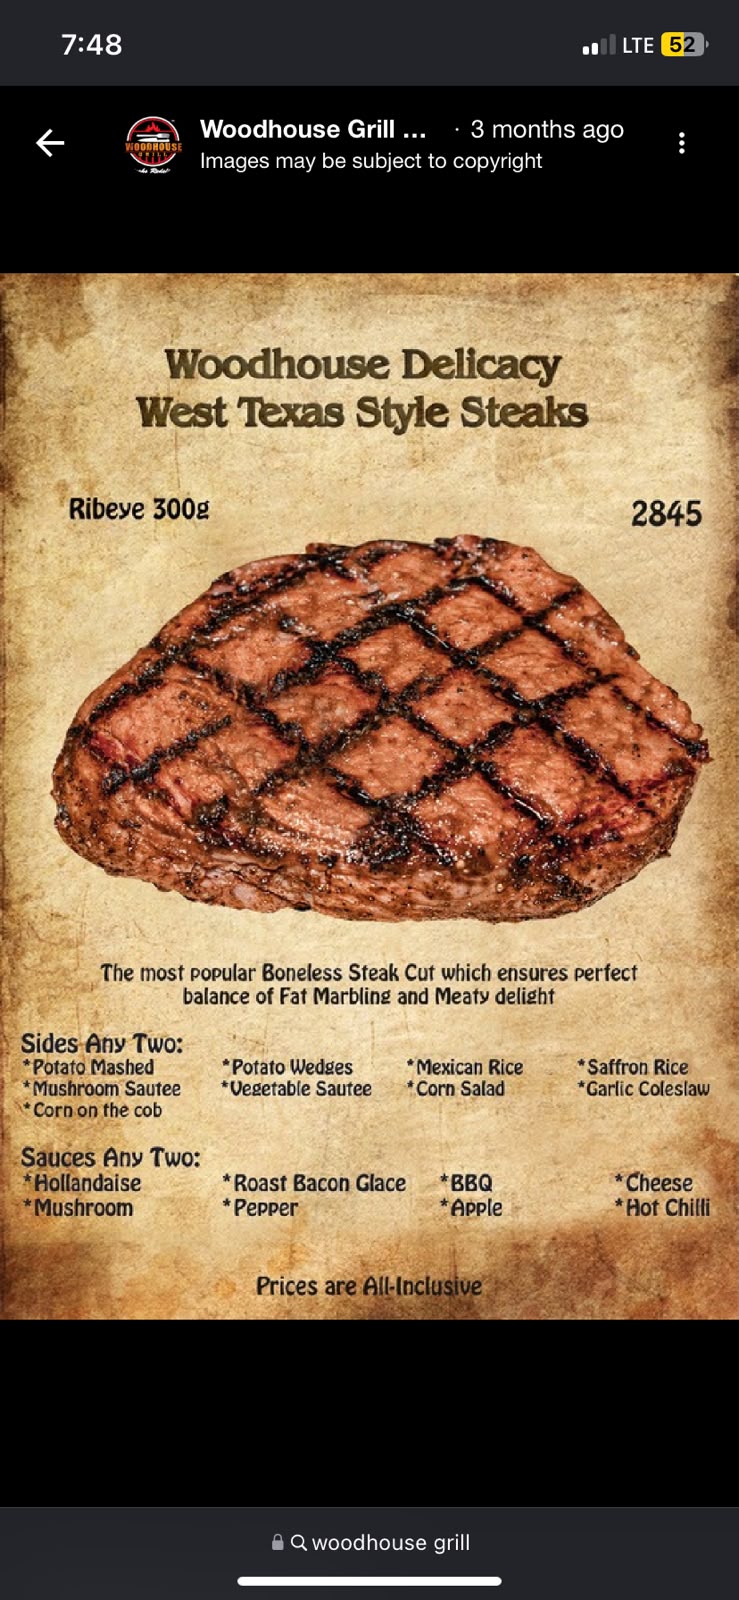 7:48
LTE 52
Woodhouse Grill ... · 3 months ago
Images may be subject to copyright
WOODHOUSE
GRILL
Woodhouse Delicacy
West Texas Style Steaks
Ribeye 300g 2845
The most popular Boneless Steak Cut which ensures perfect
balance of Fat Marbling and Meaty delight
Sides Any Two:
*Potato Mashed *Potato Wedges *Mexican Rice *Saffron Rice
*Mushroom Sautee *Vegetable Sautee *Corn Salad *Garlic Coleslaw
*Corn on the cob
Sauces Any Two:
*Hollandaise *Roast Bacon Glace *BBQ *Cheese
*Mushroom *Pepper *Apple *Hot Chilli
Prices are All-Inclusive
woodhouse grill